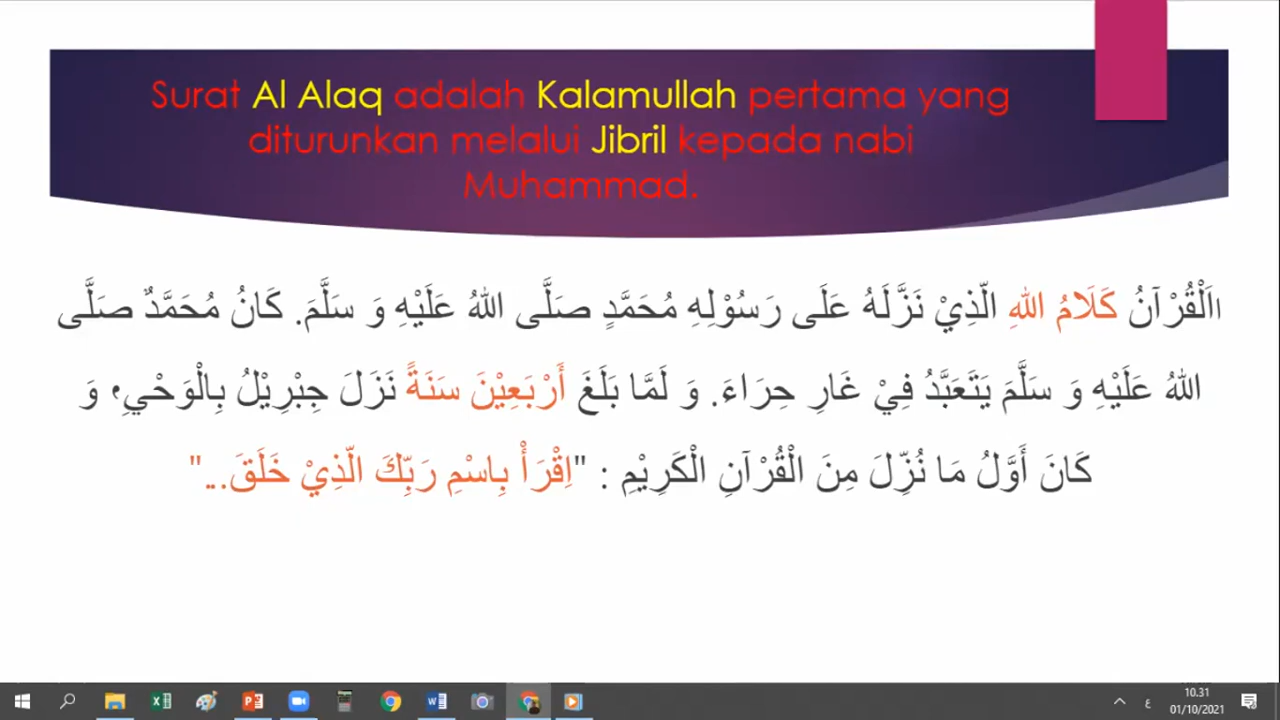 Surat Al Alaq adalah Kalamullah pertama yang
diturunkan melalui Jibril kepada nabi
Muhammad.
ااَلْقُرْآنُ كَلَامُ اللهِ الَّذِيْ نَزَّلَهُ عَلَى رَسُوْلِهِ مُحَمَّدٍ صَلَّى اللهُ عَلَيْهِ وَ سَلَّمَ. كَانُ مُحَمَّدٌ صَلَّى
اللهُ عَلَيْهِ وَ سَلَّمَ يَتَعَبَّدُ فِيْ غَارِ حِرَاءَ. وَ لَمَّا بَلَغَ أَرْبَعِيْنَ سَنَةً نَزَلَ جِبْرِيْلُ بِالْوَحْيِ, وَ
كَانَ أَوَّلُ مَا نُزِّلَ مِنَ الْقُرْآنِ الْكَرِيْمِ : "اِقْرَأْ بِاسْمِ رَبِّكَ الَّذِيْ خَلَقَ..."
10.31
ع
01/10/2021